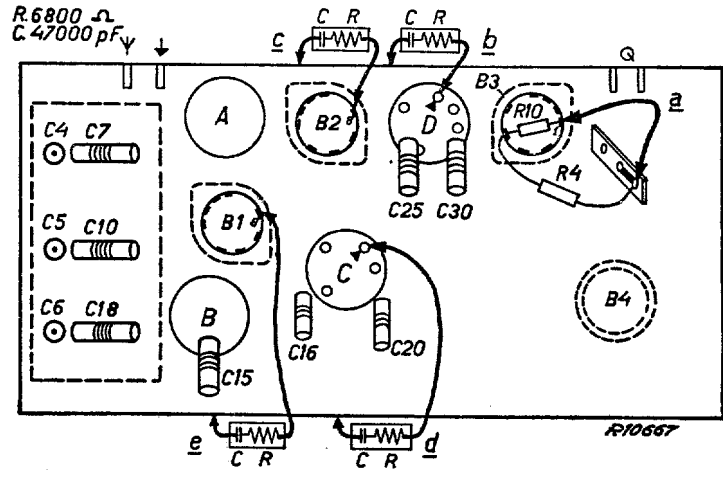 R.6800 Ω
C.47000 pF
c
C R
C R
b
Q
B3
a
C4 C7
A
B2
D
R10
R4
C25 C30
C5 C10
B1
C
B4
C6 C18
B
C16
C20
C15
e
C R
d
C R
R10667